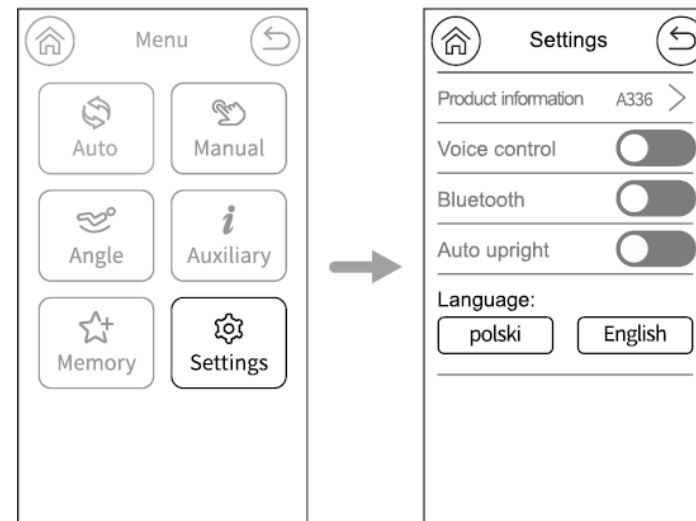 Menu
Auto
Manual
Angle
Auxiliary
Memory
Settings
Settings
Product information A336
Voice control
Bluetooth
Auto upright
Language:
polski English